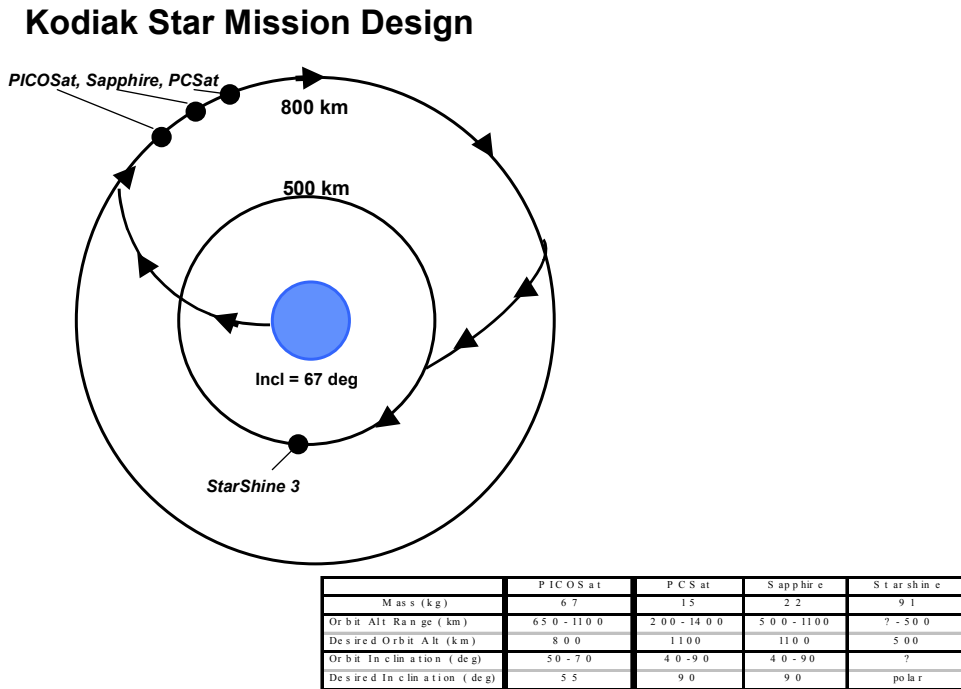 Kodiak Star Mission Design
PICOSat, Sapphire, PCSat
800 km
500 km
Incl = 67 deg
StarShine 3
PICOSat PCSat Sapphire Starshine
Mass (kg) 67 15 22 91
Orbit Alt Range (km) 650-1100 200-1400 500-1100 ?-500
Desired Orbit Alt (km) 800 1100 1100 500
Orbit Inclination (deg) 50-70 40-90 40-90 ?
Desired Inclination (deg) 55 90 90 polar